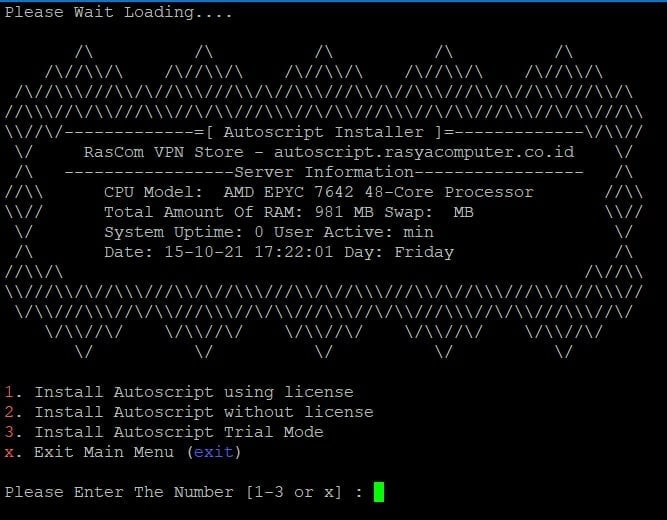 Please Wait Loading....
-------------=[ Autoscript Installer ]=-------------
RasCom VPN Store - autoscript.rasyacomputer.co.id
-----------------Server Information-----------------
CPU Model:  AMD EPYC 7642 48-Core Processor
Total Amount Of RAM: 981 MB Swap:  MB
System Uptime: 0 User Active: min
Date: 15-10-21 17:22:01 Day: Friday
1. Install Autoscript using license
2. Install Autoscript without license
3. Install Autoscript Trial Mode
x. Exit Main Menu (exit)
Please Enter The Number [1-3 or x] :